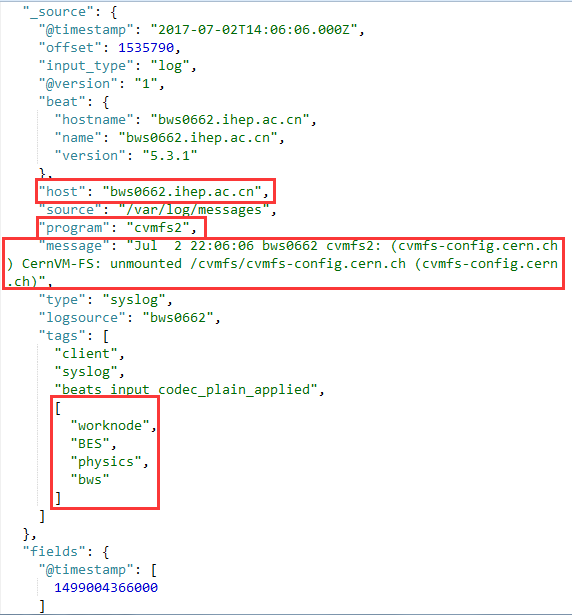 "_source": {
"@timestamp": "2017-07-02T14:06:06.000Z",
"offset": 1535790,
"input_type": "log",
"@version": "1",
"beat": {
"hostname": "bws0662.ihep.ac.cn",
"name": "bws0662.ihep.ac.cn",
"version": "5.3.1"
},
"host": "bws0662.ihep.ac.cn",
"source": "/var/log/messages",
"program": "cvmfs2",
"message": "Jul  2 22:06:06 bws0662 cvmfs2: (cvmfs-config.cern.ch
) CernVM-FS: unmounted /cvmfs/cvmfs-config.cern.ch (cvmfs-config.cern
.ch)",
"type": "syslog",
"logsource": "bws0662",
"tags": [
"client",
"syslog",
"beats_input_codec_plain_applied",
[
"worknode",
"BES",
"physics",
"bws"
]
]
},
"fields": {
"@timestamp": [
1499004366000
]